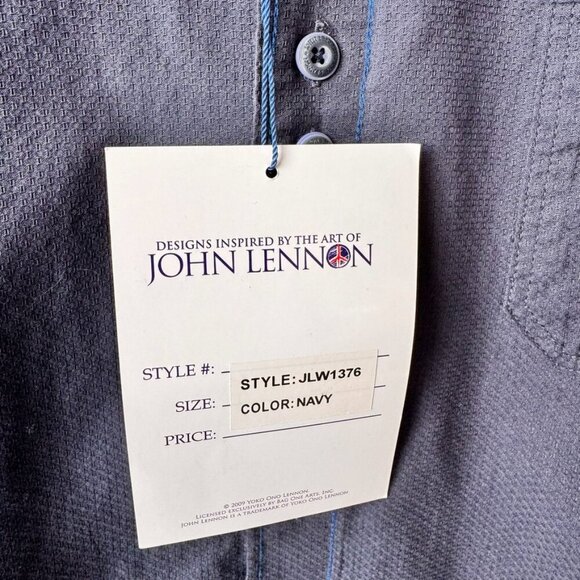 DESIGNS INSPIRED BY THE ART OF
JOHN LENNON
STYLE #:
STYLE: JLW1376
SIZE:
COLOR: NAVY
PRICE:
© 2009 YOKO ONO LENNON.
LICENSED EXCLUSIVELY BY BAG ONE ARTS, INC.
JOHN LENNON IS A TRADEMARK OF YOKO ONO LENNON